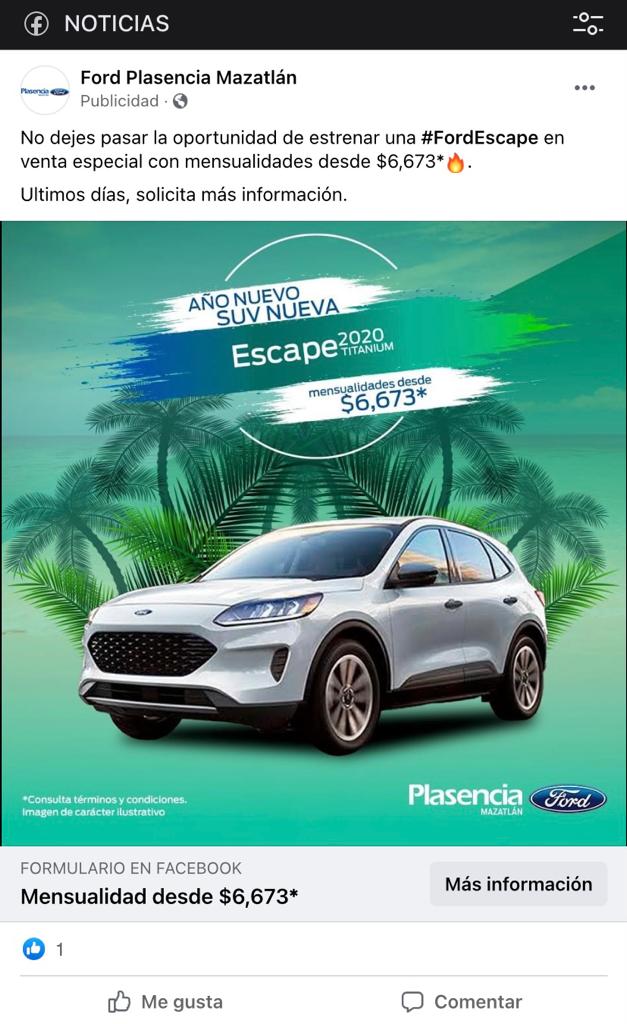 NOTICIAS
Ford Plasencia Mazatlán
Plasencia Ford
Publicidad ·
No dejes pasar la oportunidad de estrenar una #FordEscape en
venta especial con mensualidades desde $6,673*🔥.
Ultimos días, solicita más información.
AÑO NUEVO
SUV NUEVA
Escape 2020
TITANIUM
mensualidades desde
$6,673*
*Consulta términos y condiciones.
Imagen de carácter ilustrativo
Plasencia
MAZATLÁN
Ford
FORMULARIO EN FACEBOOK
Mensualidad desde $6,673*
Más información
1
Me gusta
Comentar